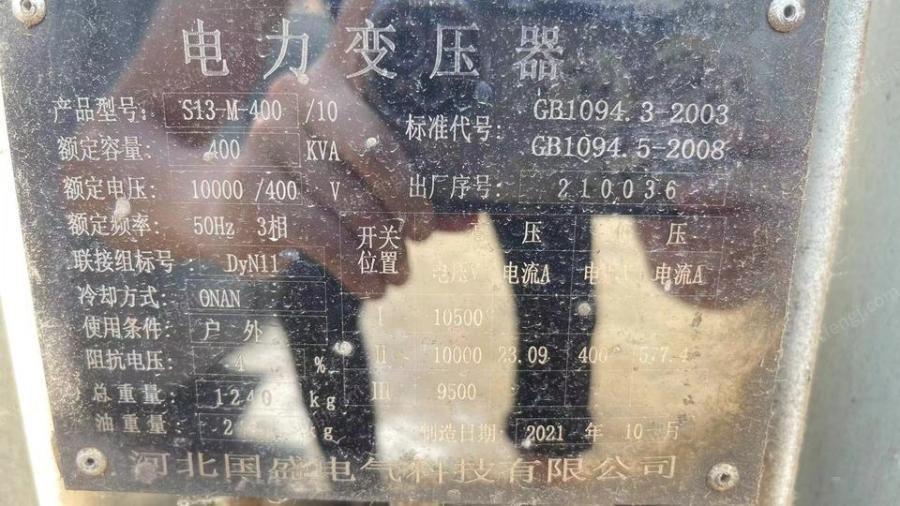 电力变压器
产品型号: S13-M-400 /10
标准代号: GB1094.3-2003
GB1094.5-2008
额定容量: 400 KVA
额定电压: 10000 /400 V
出厂序号: 210036
额定频率: 50Hz 3相
联接组标号: DyN11
冷却方式: ONAN
使用条件: 户外
阻抗电压: 4 %
总重量: 1240 kg
油重量: kg
开关位置
压 压
电压V 电流A 电流A
I 10500
II 10000 23.09 400
III 9500
制造日期: 2021 年 10 月
河北国盛电气科技有限公司